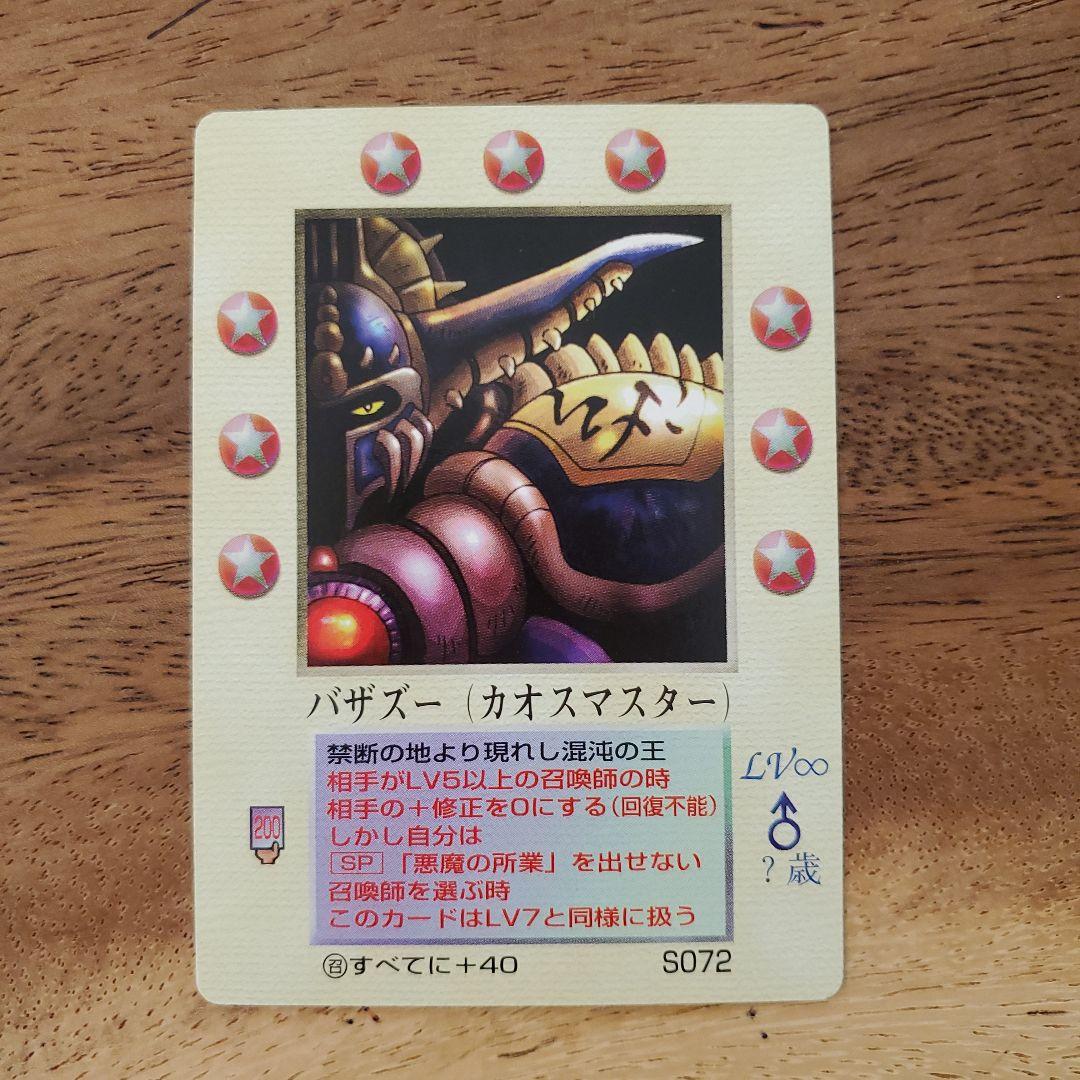 バザズー（カオスマスター）
禁断の地より現れし混沌の王
相手がLV5以上の召喚師の時
相手の＋修正を0にする（回復不能）
しかし自分は
SP「悪魔の所業」を出せない
召喚師を選ぶ時
このカードはLV7と同様に扱う
LV∞
♂
？歳
200
㊁すべてに＋40
S072